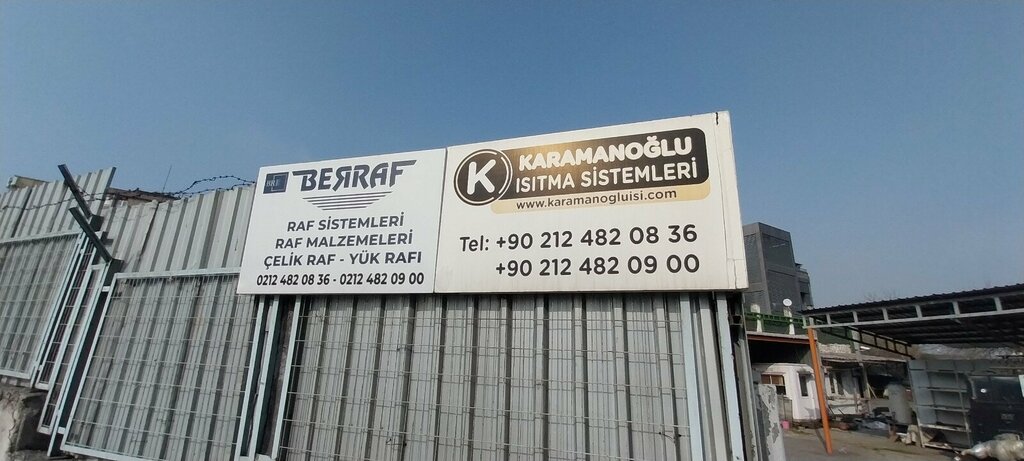 BRF BERRAF
RAF SİSTEMLERİ
RAF MALZEMELERİ
ÇELİK RAF - YÜK RAFI
0212 482 08 36 - 0212 482 09 00
K KARAMANOĞLU
ISITMA SİSTEMLERİ
www.karamanogluisi.com
Tel: +90 212 482 08 36
+90 212 482 09 00